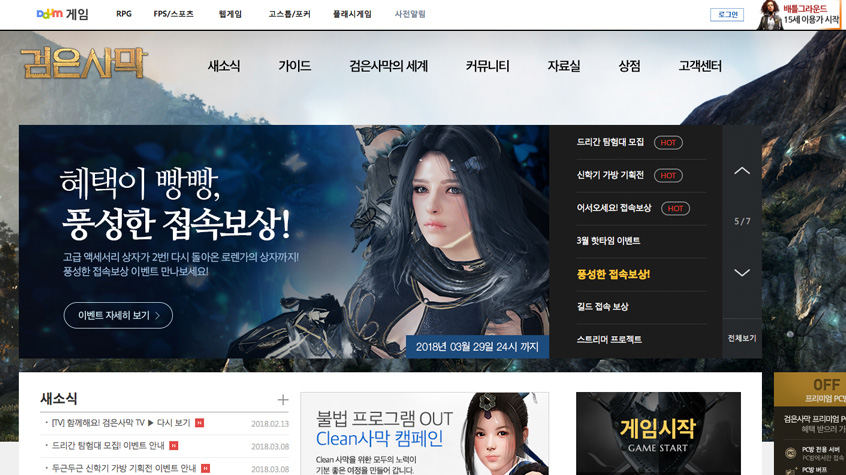 Daum 게임
RPG
FPS/스포츠
웹게임
고스톱/포커
플래시게임
사전알림
로그인
배틀그라운드
15세 이용가 시작
검은사막
새소식
가이드
검은사막의 세계
커뮤니티
자료실
상점
고객센터
혜택이 빵빵,
풍성한 접속보상!
고급 액세서리 상자가 2번! 다시 돌아온 로렌가의 상자까지!
풍성한 접속보상 이벤트 만나보세요!
이벤트 자세히 보기 >
2018년 03월 29일 24시 까지
드리간 탐험대 모집 HOT
신학기 가방 기획전 HOT
어서오세요! 접속보상 HOT
3월 핫타임 이벤트
풍성한 접속보상!
길드 접속 보상
스트리머 프로젝트
5/7
전체보기
새소식 +
· [TV] 함께해요! 검은사막 TV ▶ 다시 보기 N 2018.02.13
· 드리간 탐험대 모집! 이벤트 안내 N 2018.03.08
· 두근두근 신학기 가방 기획전 이벤트 안내 N 2018.03.08
불법 프로그램 OUT
Clean사막 캠페인
Clean 사막을 위한 모두의 노력이
기분 좋은 여정을 만들어 갑니다.
게임시작
GAME START
OFF
프리미엄 PC방
검은사막 프리미엄 PC
혜택 받으러 가
PC방 전용 서버
PC방에서만 접속
PC방 버프